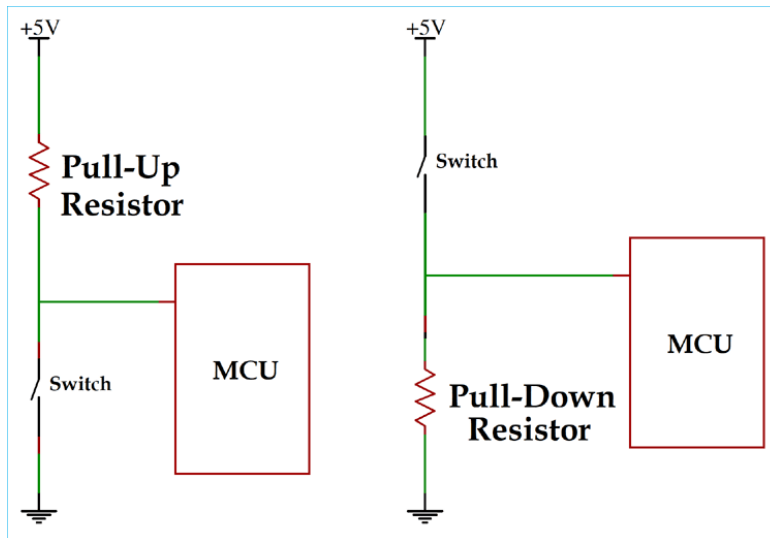 +5V
Pull-Up
Resistor
Switch
MCU
+5V
Switch
MCU
Pull-Down
Resistor